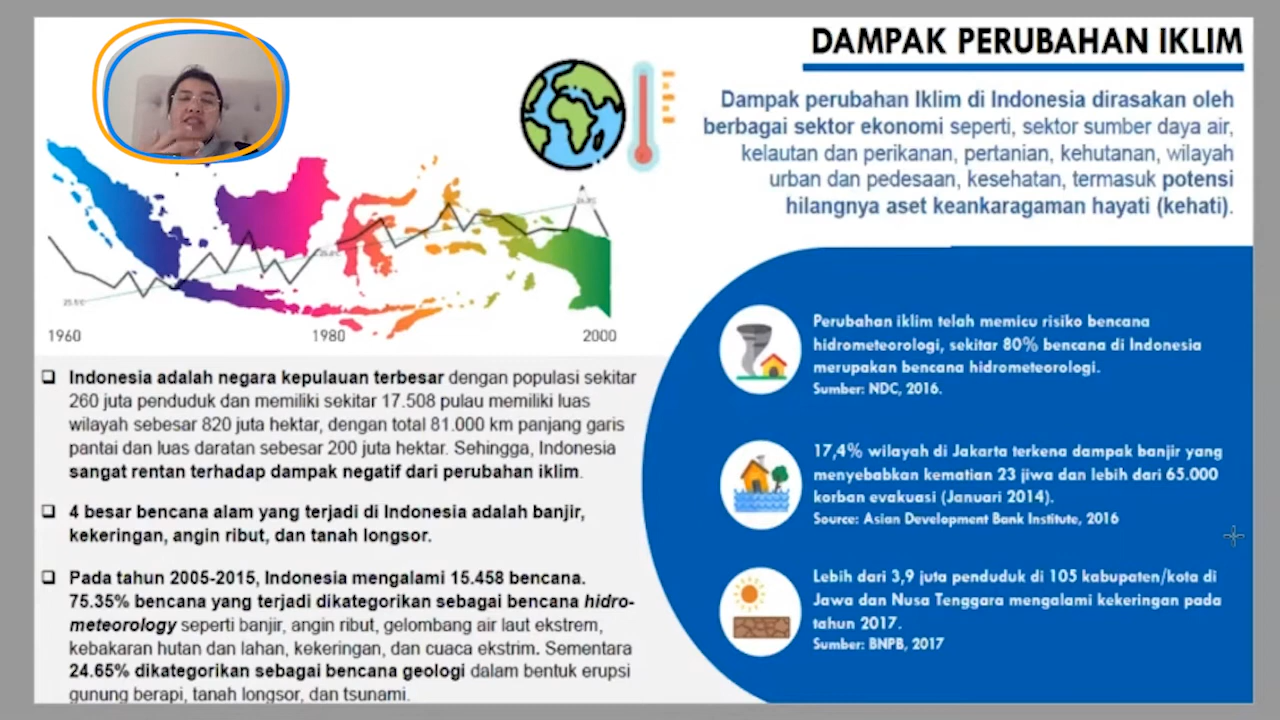 DAMPAK PERUBAHAN IKLIM
Dampak perubahan Iklim di Indonesia dirasakan oleh
berbagai sektor ekonomi seperti, sektor sumber daya air,
kelautan dan perikanan, pertanian, kehutanan, wilayah
urban dan pedesaan, kesehatan, termasuk potensi
hilangnya aset keankaragaman hayati (kehati).
1960
1980
2000
Indonesia adalah negara kepulauan terbesar dengan populasi sekitar
260 juta penduduk dan memiliki sekitar 17.508 pulau memiliki luas
wilayah sebesar 820 juta hektar, dengan total 81.000 km panjang garis
pantai dan luas daratan sebesar 200 juta hektar. Sehingga, Indonesia
sangat rentan terhadap dampak negatif dari perubahan iklim.
4 besar bencana alam yang terjadi di Indonesia adalah banjir,
kekeringan, angin ribut, dan tanah longsor.
Pada tahun 2005-2015, Indonesia mengalami 15.458 bencana.
75.35% bencana yang terjadi dikategorikan sebagai bencana hidro-
meteorology seperti banjir, angin ribut, gelombang air laut ekstrem,
kebakaran hutan dan lahan, kekeringan, dan cuaca ekstrim. Sementara
24.65% dikategorikan sebagai bencana geologi dalam bentuk erupsi
gunung berapi, tanah longsor, dan tsunami.
Perubahan iklim telah memicu risiko bencana
hidrometeorologi, sekitar 80% bencana di Indonesia
merupakan bencana hidrometeorologi.
Sumber: NDC, 2016.
17,4% wilayah di Jakarta terkena dampak banjir yang
menyebabkan kematian 23 jiwa dan lebih dari 65.000
korban evakuasi (Januari 2014).
Source: Asian Development Bank Institute, 2016
Lebih dari 3,9 juta penduduk di 105 kabupaten/kota di
Jawa dan Nusa Tenggara mengalami kekeringan pada
tahun 2017.
Sumber: BNPB, 2017